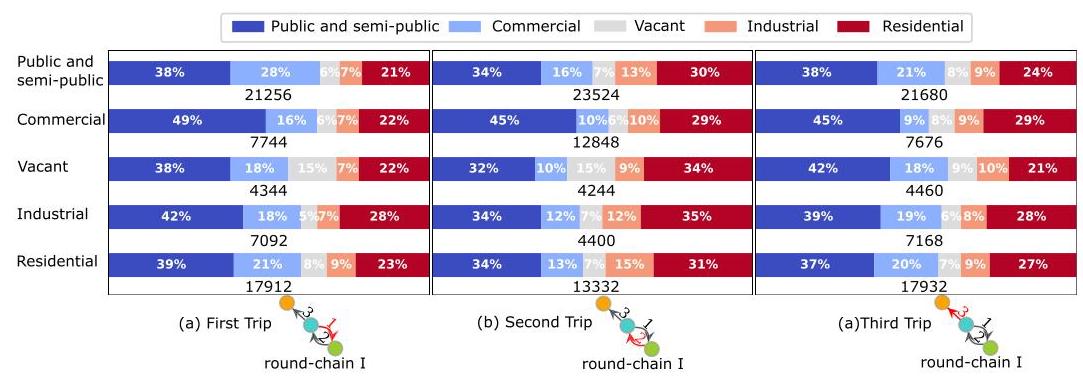 Public and semi-public Commercial Vacant Industrial Residential
Public and
semi-public
38% 28% 6% 7% 21%
21256
34% 16% 7% 13% 30%
23524
38% 21% 8% 9% 24%
21680
Commercial
49% 16% 6% 7% 22%
7744
45% 10% 6% 10% 29%
12848
45% 9% 8% 9% 29%
7676
Vacant
38% 18% 15% 7% 22%
4344
32% 10% 15% 9% 34%
4244
42% 18% 9% 10% 21%
4460
Industrial
42% 18% 5% 7% 28%
7092
34% 12% 7% 12% 35%
4400
39% 19% 6% 8% 28%
7168
Residential
39% 21% 8% 9% 23%
17912
34% 13% 7% 15% 31%
13332
37% 20% 7% 9% 27%
17932
(a) First Trip
3 1 2
round-chain I
(b) Second Trip
3 1 2
round-chain I
(a)Third Trip
3 1 2
round-chain I